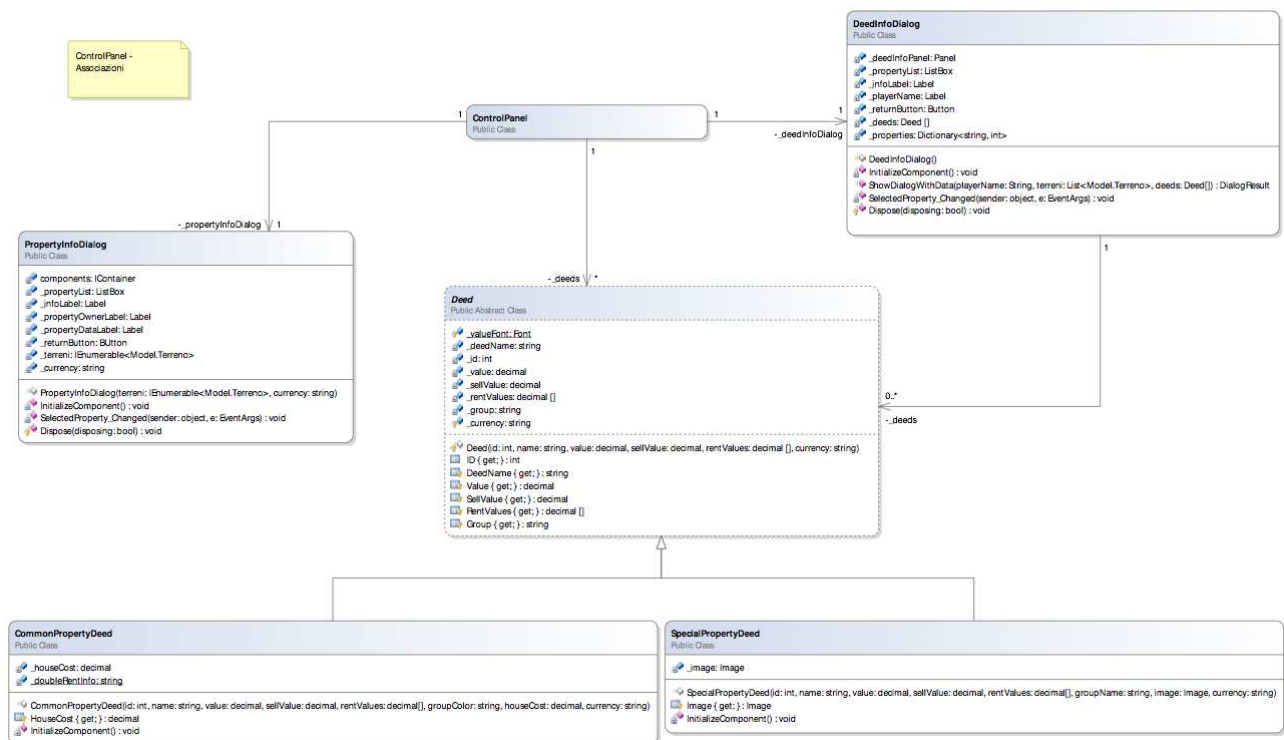 ControlPanel -
Associazioni
ControlPanel
Public Class
1
1
1
1
-_deedInfoDialog
-_propertyInfoDialog
1
-_deeds
*
DeedInfoDialog
Public Class
_deedInfoPanel: Panel
_propertyList: ListBox
_infoLabel: Label
_playerName: Label
_returnButton: Button
_deeds: Deed []
_properties: Dictionary<string, int>
DeedInfoDialog()
InitializeComponent() : void
ShowDialogWithData(playerName: String, terreni: List<Model.Terreno>, deeds: Deed[]) : DialogResult
SelectedProperty_Changed(sender: object, e: EventArgs) : void
Dispose(disposing: bool) : void
1
0..*
-_deeds
PropertyInfoDialog
Public Class
components: IContainer
_propertyList: ListBox
_infoLabel: Label
_propertyOwnerLabel: Label
_propertyDataLabel: Label
_returnButton: BUtton
_terreni: IEnumerable<Model.Terreno>
_currency: string
PropertyInfoDialog(terreni: IEnumerable<Model.Terreno>, currency: string)
InitializeComponent() : void
SelectedProperty_Changed(sender: object, e: EventArgs) : void
Dispose(disposing: bool) : void
Deed
Public Abstract Class
_valueFont: Font
_deedName: string
_id: int
_value: decimal
_sellValue: decimal
_rentValues: decimal []
_group: string
_currency: string
Deed(id: int, name: string, value: decimal, sellValue: decimal, rentValues: decimal [], currency: string)
ID { get; } : int
DeedName { get; } : string
Value { get; } : decimal
SellValue { get; } : decimal
RentValues { get; } : decimal []
Group { get; } : string
CommonPropertyDeed
Public Class
_houseCost: decimal
_doubleRentInfo: string
CommonPropertyDeed(id: int, name: string, value: decimal, sellValue: decimal, rentValues: decimal[], groupColor: string, houseCost: decimal, currency: string)
HouseCost { get; } : decimal
InitializeComponent() : void
SpecialPropertyDeed
Public Class
_image: Image
SpecialPropertyDeed(id: int, name: string, value: decimal, sellValue: decimal, rentValues: decimal[], groupName: string, image: Image, currency: string)
Image { get; } : Image
InitializeComponent() : void